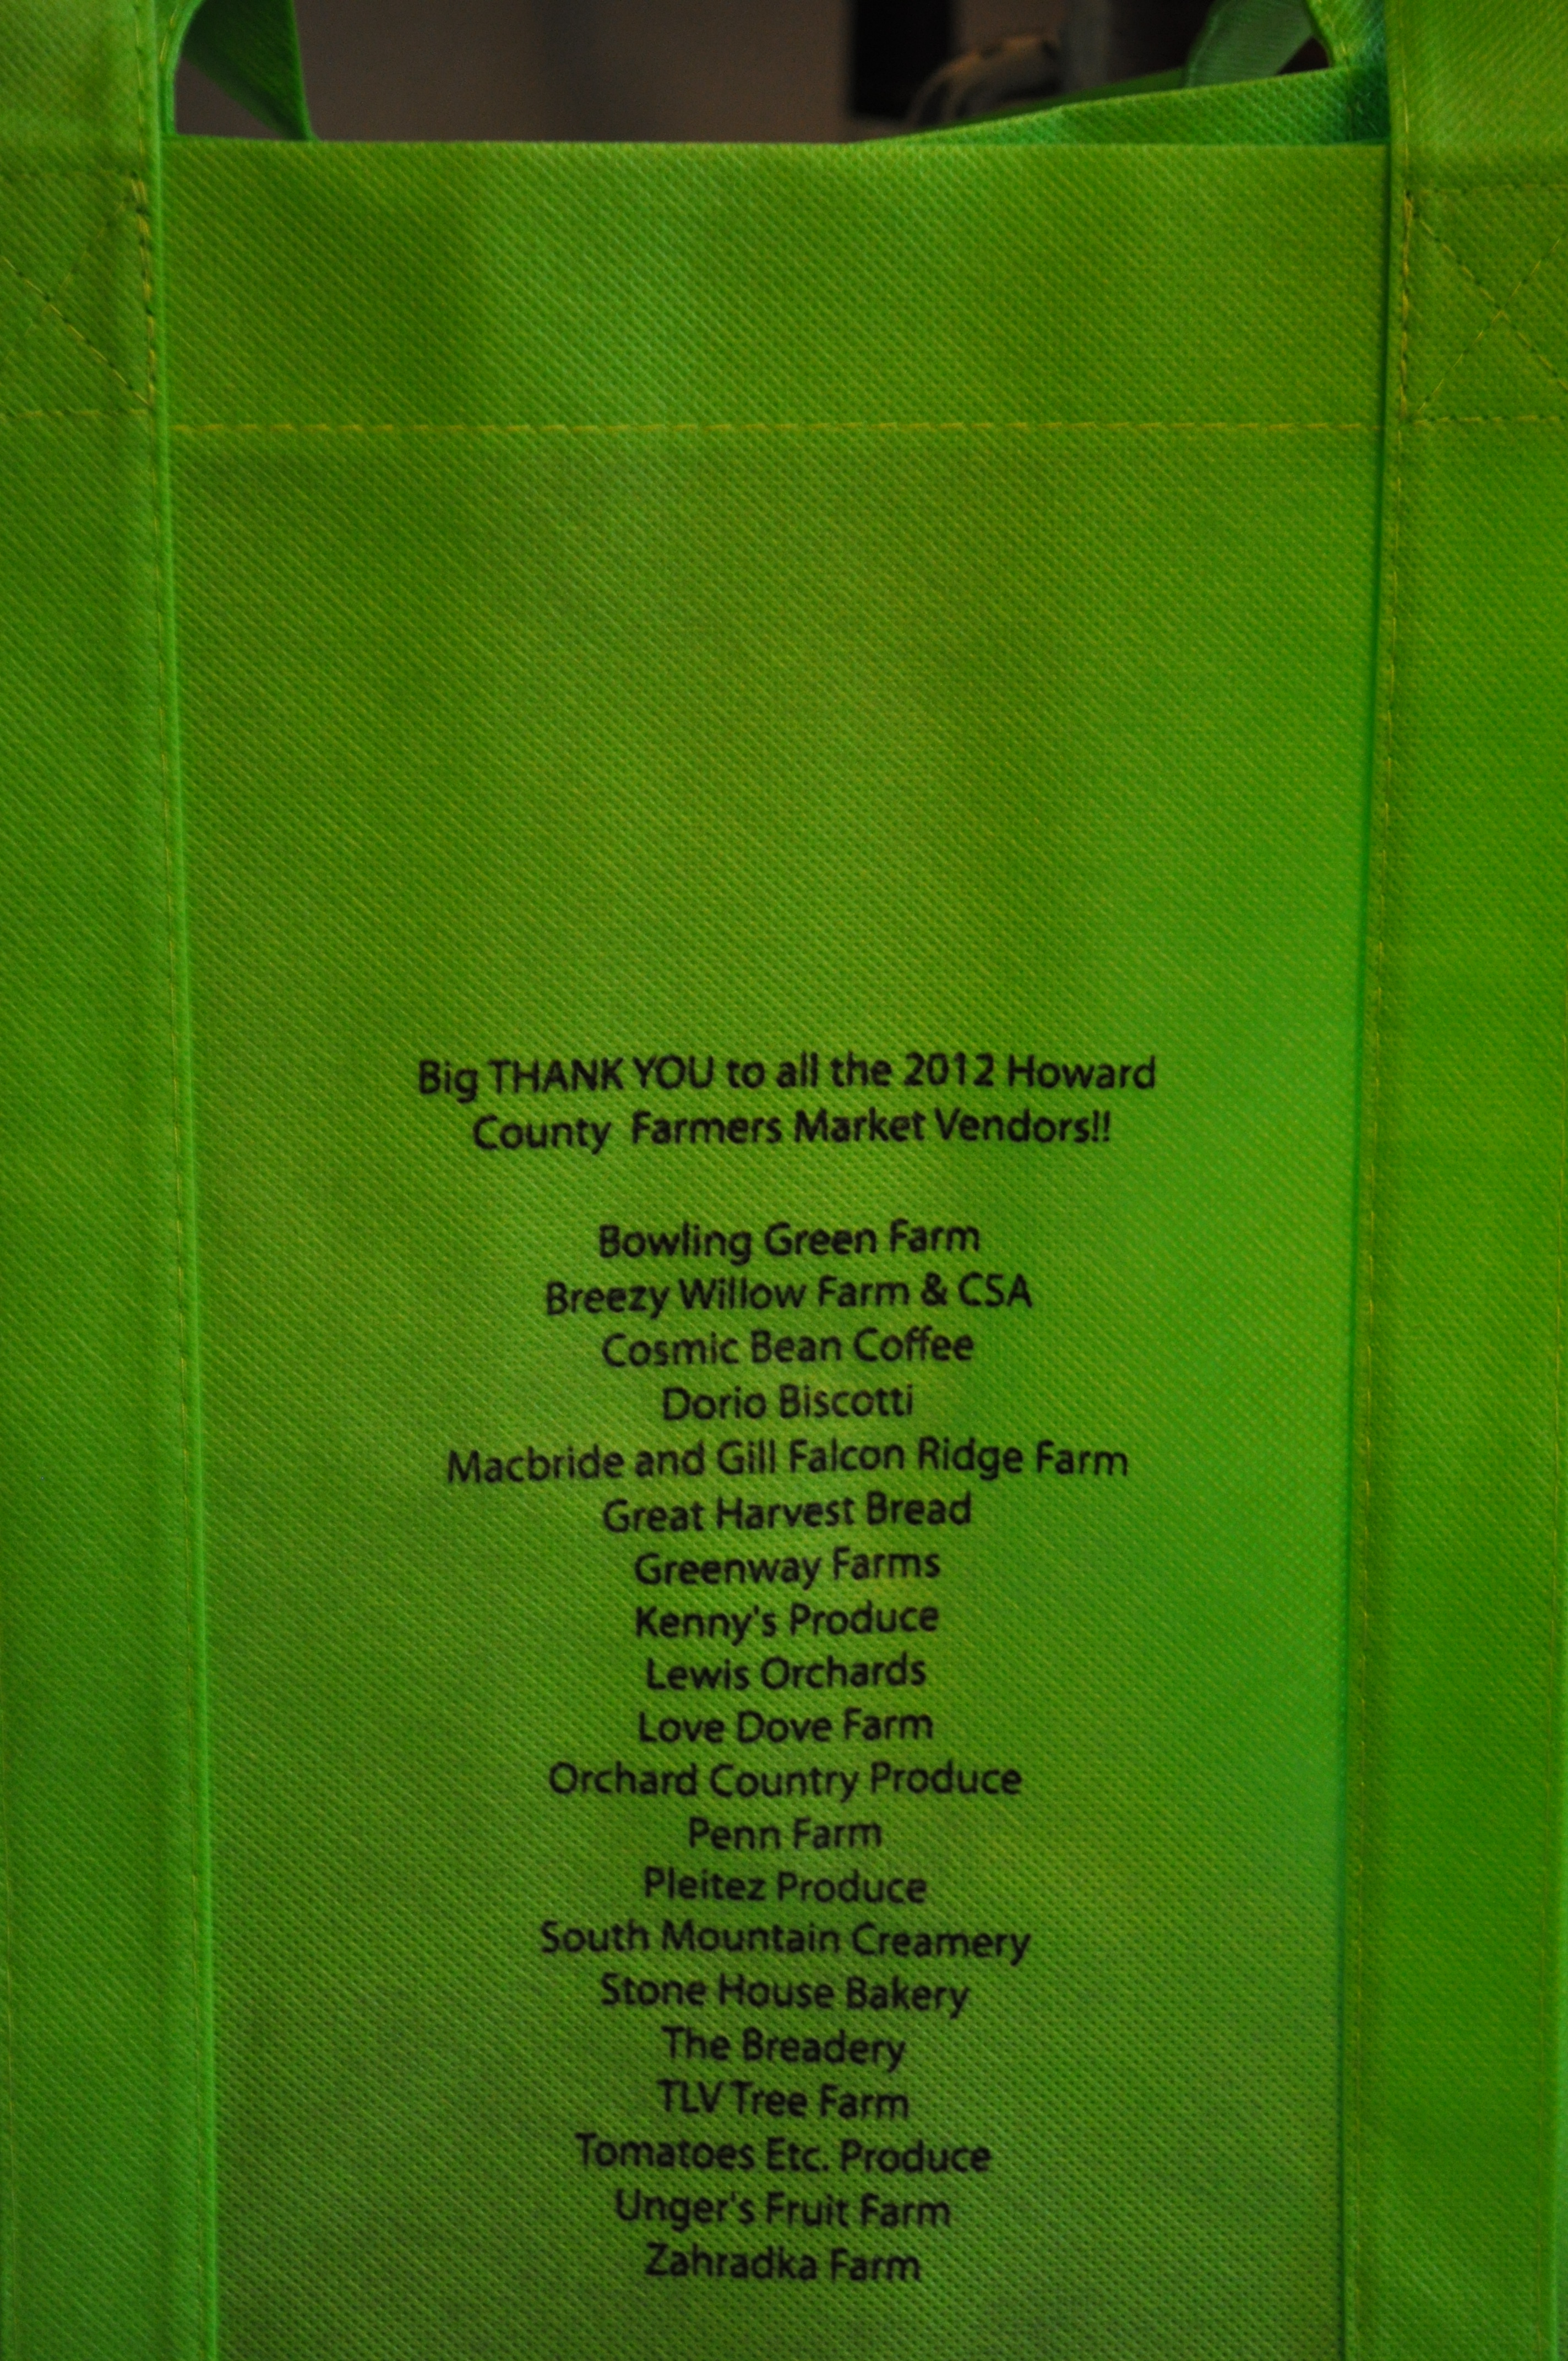 Big THANK YOU to all the 2012 Howard
County Farmers Market Vendors!!
Bowling Green Farm
Breezy Willow Farm & CSA
Cosmic Bean Coffee
Dorio Biscotti
Macbride and Gill Falcon Ridge Farm
Great Harvest Bread
Greenway Farms
Kenny's Produce
Lewis Orchards
Love Dove Farm
Orchard Country Produce
Penn Farm
Pleitez Produce
South Mountain Creamery
Stone House Bakery
The Breadery
TLV Tree Farm
Tomatoes Etc. Produce
Unger's Fruit Farm
Zahradka Farm